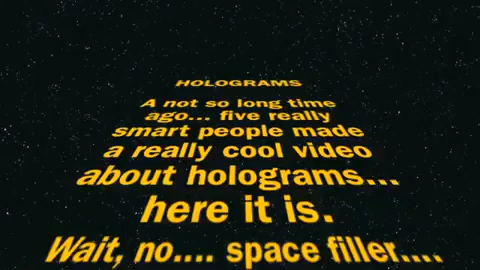 HOLOGRAMS
A not so long time
ago... five really
smart people made
a really cool video
about holograms...
here it is.
Wait, no.... space filler....